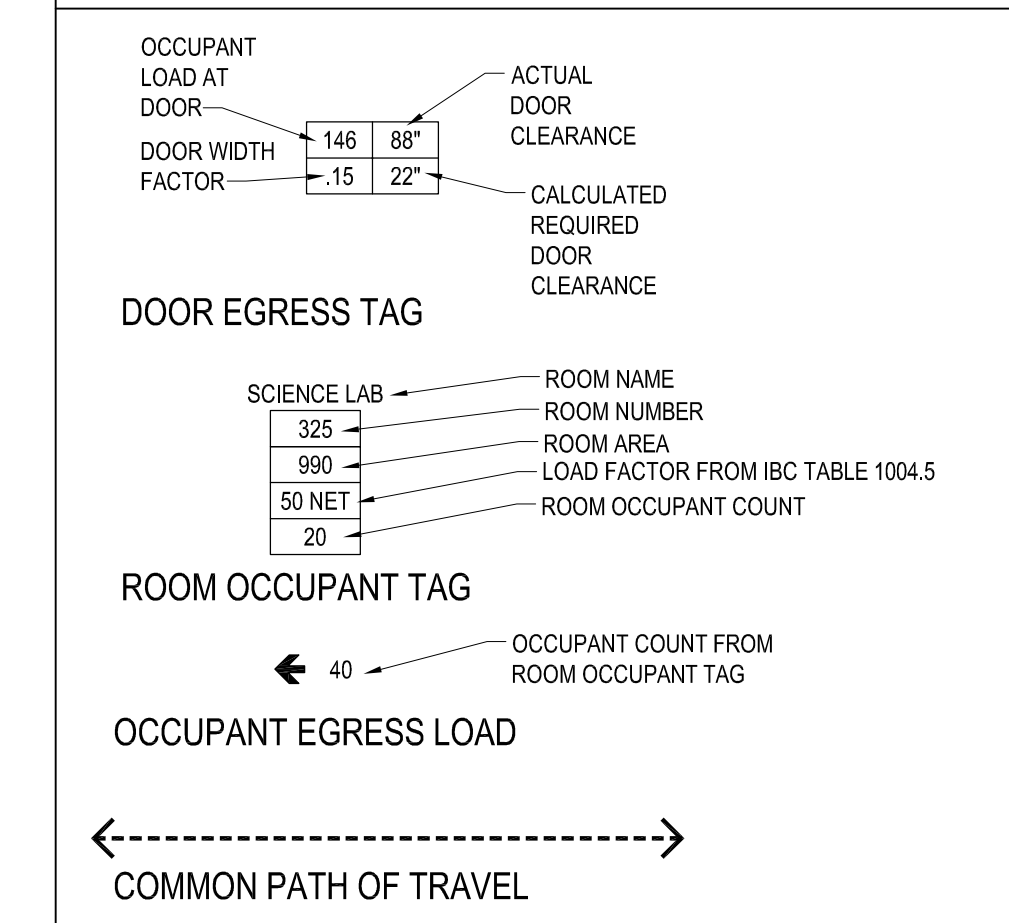 OCCUPANT
LOAD AT
DOOR
DOOR WIDTH
FACTOR
146 88"
.15 22"
ACTUAL
DOOR
CLEARANCE
CALCULATED
REQUIRED
DOOR
CLEARANCE
DOOR EGRESS TAG
SCIENCE LAB
325
990
50 NET
20
ROOM NAME
ROOM NUMBER
ROOM AREA
LOAD FACTOR FROM IBC TABLE 1004.5
ROOM OCCUPANT COUNT
ROOM OCCUPANT TAG
40
OCCUPANT COUNT FROM
ROOM OCCUPANT TAG
OCCUPANT EGRESS LOAD
COMMON PATH OF TRAVEL